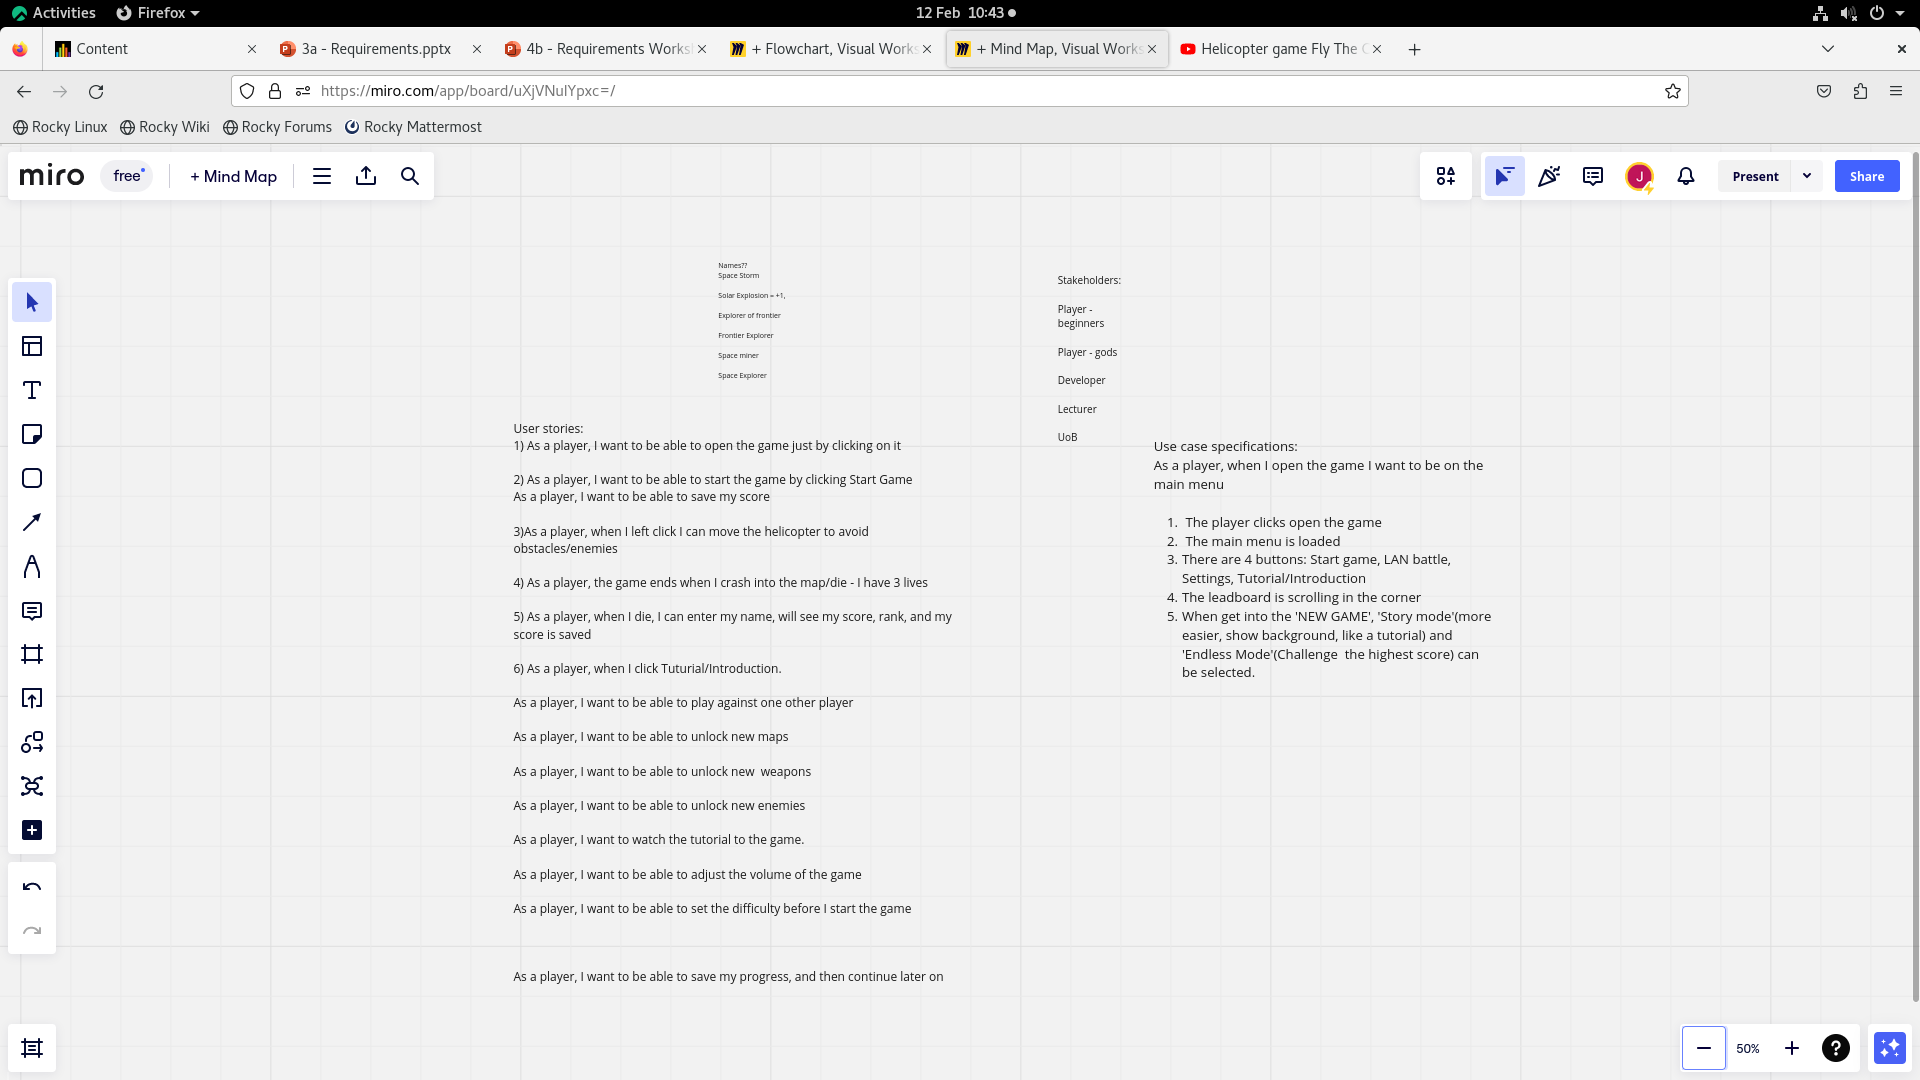 Activities
Firefox
12 Feb 10:43
Content
3a - Requirements.pptx
4b - Requirements Works
+ Flowchart, Visual Works
+ Mind Map, Visual Works
Helicopter game Fly The
https://miro.com/app/board/uXjVNuIYpxc=/
Rocky Linux
Rocky Wiki
Rocky Forums
Rocky Mattermost
miro
free
+ Mind Map
J
Present
Share
Names??
Space Storm
Solar Explosion = +1,
Explorer of frontier
Frontier Explorer
Space miner
Space Explorer
Stakeholders:
Player -
beginners
Player - gods
Developer
Lecturer
UoB
User stories:
1) As a player, I want to be able to open the game just by clicking on it
2) As a player, I want to be able to start the game by clicking Start Game
As a player, I want to be able to save my score
3)As a player, when I left click I can move the helicopter to avoid
obstacles/enemies
4) As a player, the game ends when I crash into the map/die - I have 3 lives
5) As a player, when I die, I can enter my name, will see my score, rank, and my
score is saved
6) As a player, when I click Tuturial/Introduction.
As a player, I want to be able to play against one other player
As a player, I want to be able to unlock new maps
As a player, I want to be able to unlock new  weapons
As a player, I want to be able to unlock new enemies
As a player, I want to watch the tutorial to the game.
As a player, I want to be able to adjust the volume of the game
As a player, I want to be able to set the difficulty before I start the game
As a player, I want to be able to save my progress, and then continue later on
Use case specifications:
As a player, when I open the game I want to be on the
main menu
1. The player clicks open the game
2. The main menu is loaded
3. There are 4 buttons: Start game, LAN battle,
Settings, Tutorial/Introduction
4. The leadboard is scrolling in the corner
5. When get into the 'NEW GAME', 'Story mode'(more
easier, show background, like a tutorial) and
'Endless Mode'(Challenge  the highest score) can
be selected.
50%